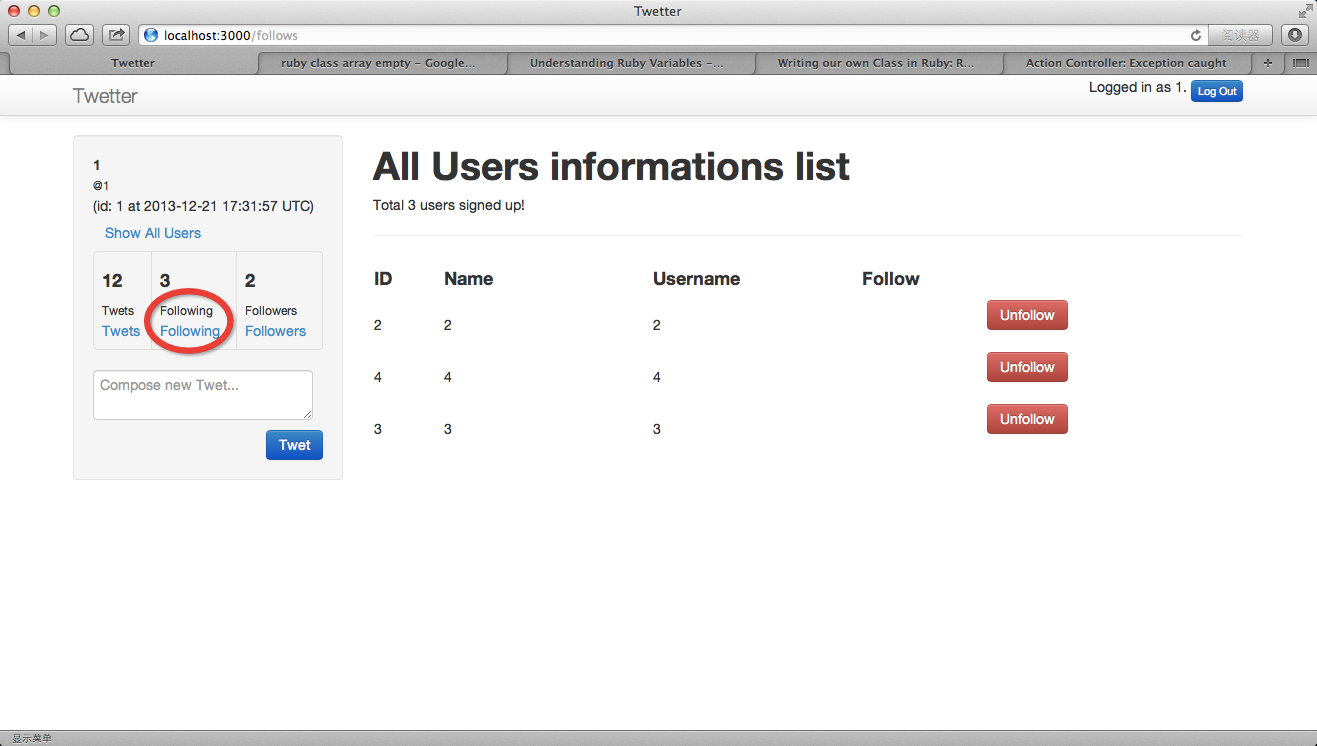 Twetter
localhost:3000/follows
阅读器
Twetter
ruby class array empty – Google...
Understanding Ruby Variables –...
Writing our own Class in Ruby: R...
Action Controller: Exception caught
Twetter
Logged in as 1.
Log Out
1
@1
(id: 1 at 2013-12-21 17:31:57 UTC)
Show All Users
12 3 2
Twets Following Followers
Twets Following Followers
Compose new Twet...
Twet
All Users informations list
Total 3 users signed up!
ID Name Username Follow
2 2 2 Unfollow
4 4 4 Unfollow
3 3 3 Unfollow
显示菜单